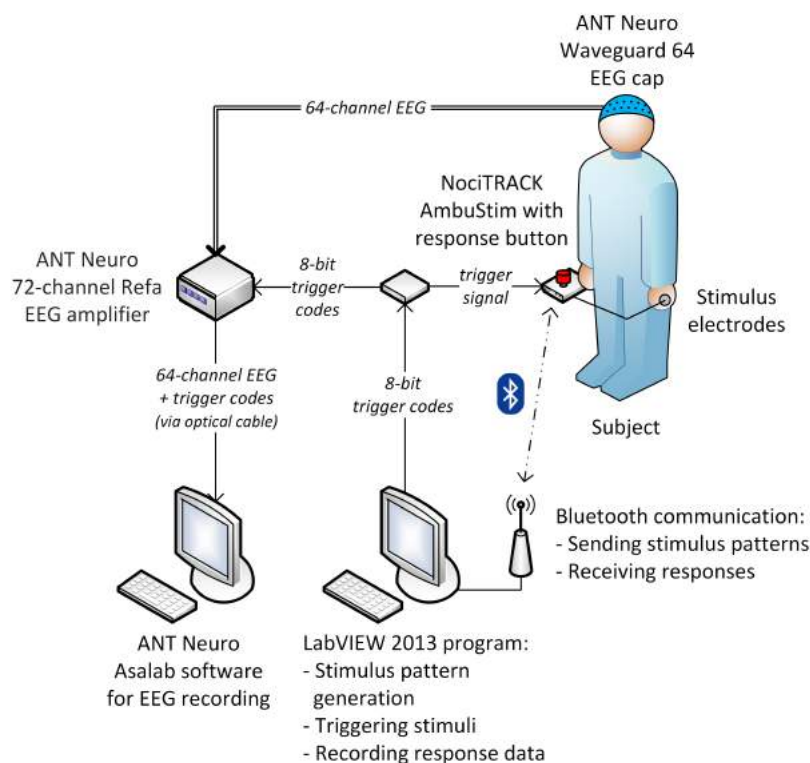 ANT Neuro
Waveguard 64
EEG cap
64-channel EEG
NociTRACK
AmbuStim with
response button
ANT Neuro
72-channel Refa
EEG amplifier
8-bit
trigger
codes
trigger
signal
Stimulus
electrodes
64-channel EEG
+ trigger codes
(via optical cable)
8-bit
trigger codes
Subject
Bluetooth communication:
- Sending stimulus patterns
- Receiving responses
ANT Neuro
Asalab software
for EEG recording
LabVIEW 2013 program:
- Stimulus pattern
generation
- Triggering stimuli
- Recording response data